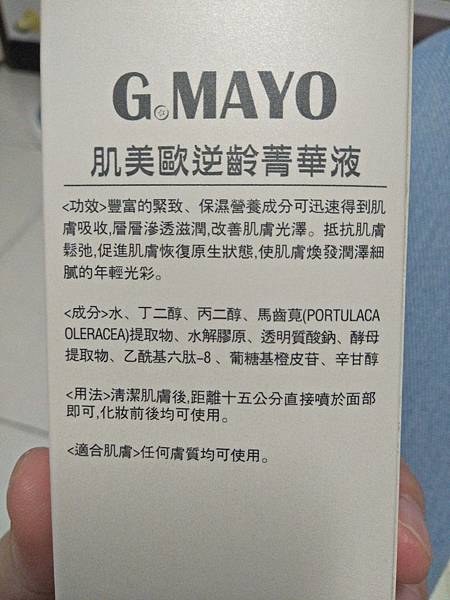 G.MAYO
肌美歐逆齡菁華液
<功效>豐富的緊致、保濕營養成分可迅速得到肌
膚吸收,層層滲透滋潤,改善肌膚光澤。抵抗肌膚
鬆弛,促進肌膚恢復原生狀態,使肌膚煥發潤澤細
膩的年輕光彩。
<成分>水、丁二醇、丙二醇、馬齒莧(PORTULACA
OLERACEA)提取物、水解膠原、透明質酸鈉、酵母
提取物、乙酰基六肽-8、葡糖基橙皮苷、辛甘醇
<用法>清潔肌膚後,距離十五公分直接噴於面部
即可,化妝前後均可使用。
<適合肌膚>任何膚質均可使用。